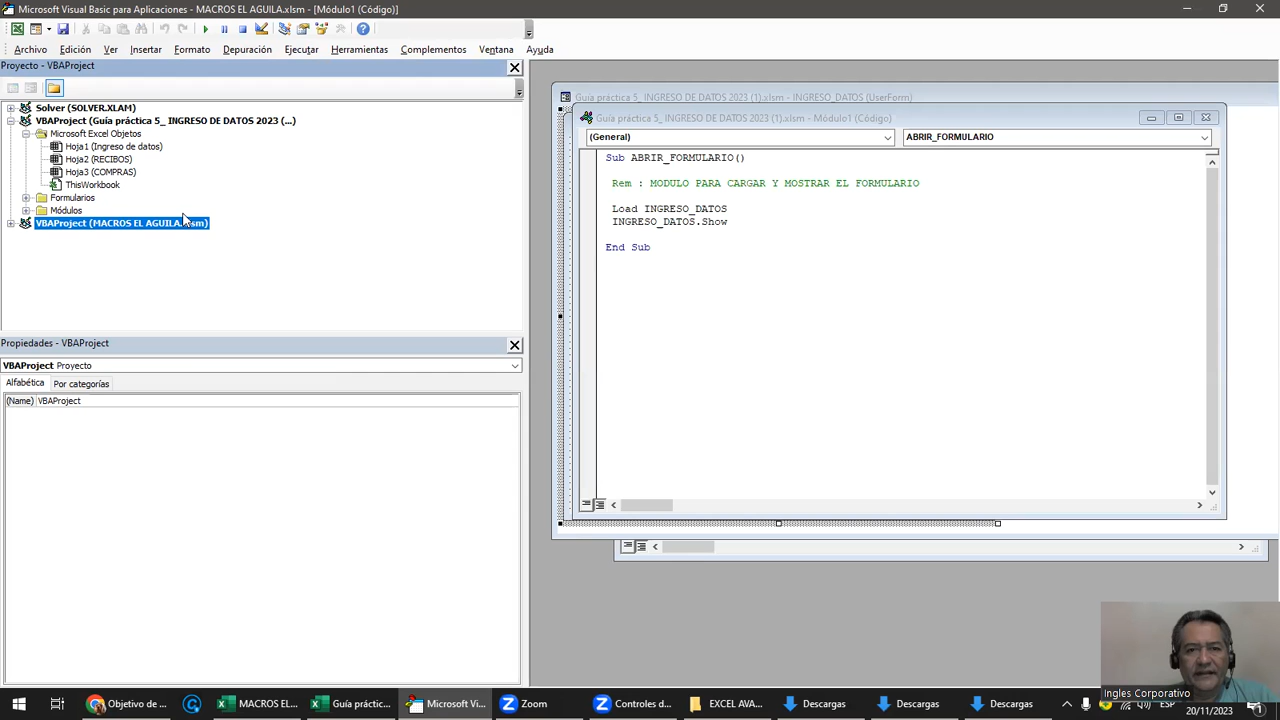 Microsoft Visual Basic para Aplicaciones - MACROS EL AGUILA.xlsm - [Módulo1 (Código)]
Archivo Edición Ver Insertar Formato Depuración Ejecutar Herramientas Complementos Ventana Ayuda
Proyecto - VBAProject
Solver (SOLVER.XLAM)
VBAProject (Guía práctica 5_ INGRESO DE DATOS 2023 (...)
Microsoft Excel Objetos
Hoja1 (Ingreso de datos)
Hoja2 (RECIBOS)
Hoja3 (COMPRAS)
ThisWorkbook
Formularios
Módulos
VBAProject (MACROS EL AGUILA.xlsm)
Propiedades - VBAProject
VBAProject Proyecto
Alfabética Por categorías
(Name) VBAProject
Guía práctica 5_ INGRESO DE DATOS 2023 (1).xlsm - INGRESO_DATOS (UserForm)
Guía práctica 5_ INGRESO DE DATOS 2023 (1).xlsm - Módulo1 (Código)
(General) ABRIR_FORMULARIO
Sub ABRIR_FORMULARIO()
Rem : MODULO PARA CARGAR Y MOSTRAR EL FORMULARIO
Load INGRESO_DATOS
INGRESO_DATOS.Show
End Sub
Ingles Corporativo
Objetivo de ... MACROS EL... Guía práctic... Microsoft Vi... Zoom Controles d... EXCEL AVA... Descargas Descargas Descargas ESP
20/11/2023